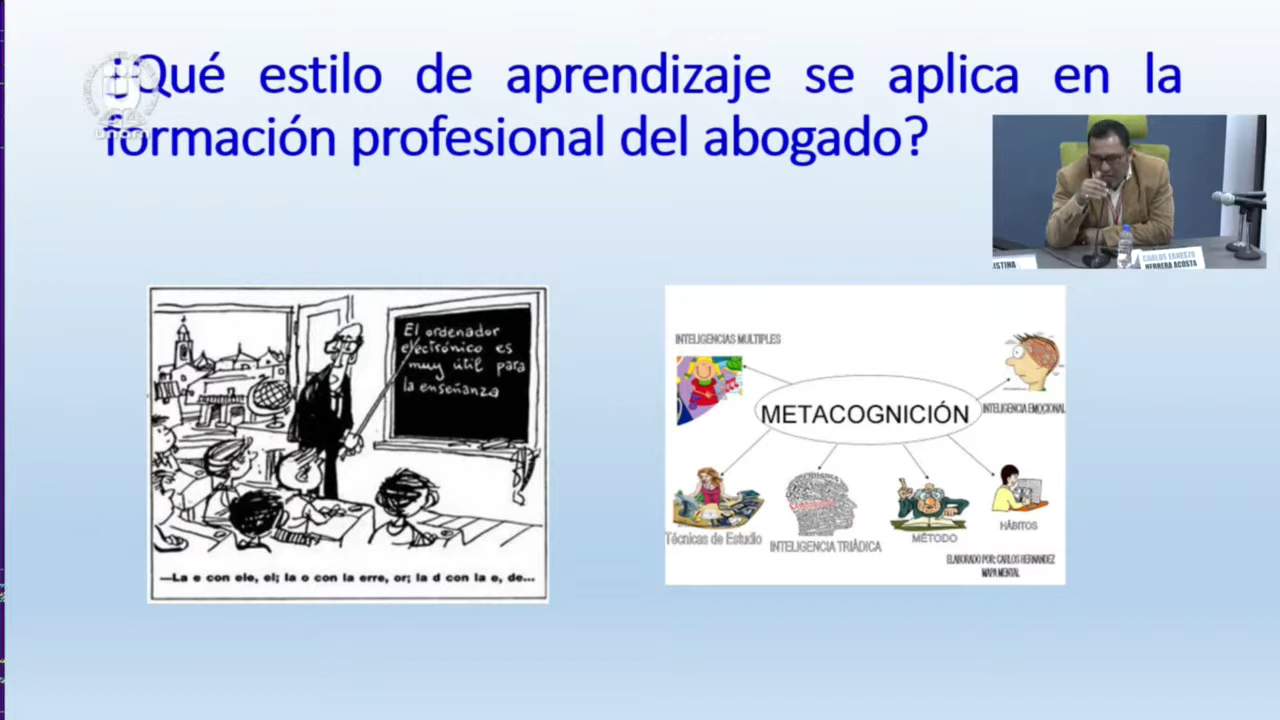 ¿Qué estilo de aprendizaje se aplica en la
formación profesional del abogado?
ISTINA
CARLOS ERNESTO
HERRERA ACOSTA
El ordenador
electrónico es
muy útil para
la enseñanza
—La e con ele, el; la o con la erre, or; la d con la e, de...
INTELIGENCIAS MULTIPLES
METACOGNICIÓN
INTELIGENCIA EMOCIONAL
Técnicas de Estudio
INTELIGENCIA TRIÁDICA
MÉTODO
HÁBITOS
ELABORADO POR: CARLOS HERNANDEZ
MAPA MENTAL